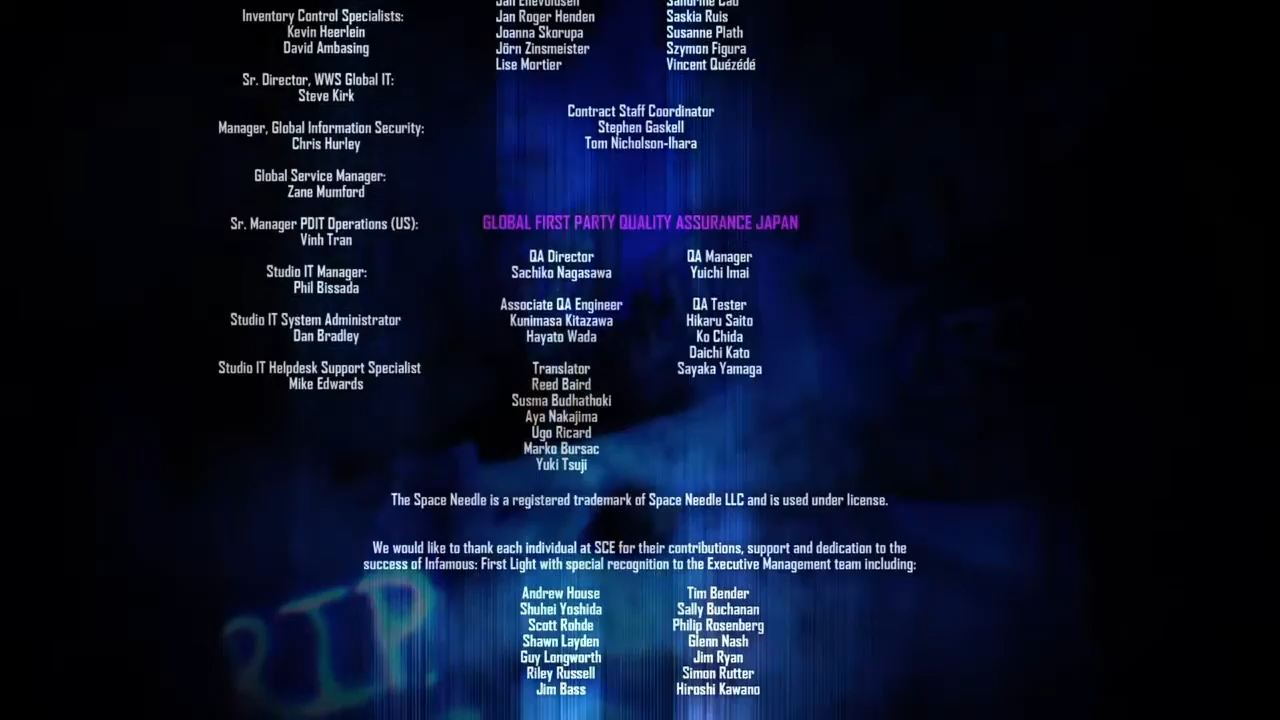 Inventory Control Specialists:
Kevin Heerlein
David Ambasing
Sr. Director, WWS Global IT:
Steve Kirk
Manager, Global Information Security:
Chris Hurley
Global Service Manager:
Zane Mumford
Sr. Manager PDIT Operations (US):
Vinh Tran
Studio IT Manager:
Phil Bissada
Studio IT System Administrator
Dan Bradley
Studio IT Helpdesk Support Specialist
Mike Edwards
Jan Roger Henden
Joanna Skorupa
Jörn Zinsmeister
Lise Mortier
Saskia Ruis
Susanne Plath
Szymon Figura
Vincent Quézédé
Contract Staff Coordinator
Stephen Gaskell
Tom Nicholson-Ihara
GLOBAL FIRST PARTY QUALITY ASSURANCE JAPAN
QA Director
Sachiko Nagasawa
Associate QA Engineer
Kunimasa Kitazawa
Hayato Wada
Translator
Reed Baird
Susma Budhathoki
Aya Nakajima
Ugo Ricard
Marko Bursac
Yuki Tsuji
QA Manager
Yuichi Imai
QA Tester
Hikaru Saito
Ko Chida
Daichi Kato
Sayaka Yamaga
The Space Needle is a registered trademark of Space Needle LLC and is used under license.
We would like to thank each individual at SCE for their contributions, support and dedication to the
success of Infamous: First Light with special recognition to the Executive Management team including:
Andrew House
Shuhei Yoshida
Scott Rohde
Shawn Layden
Guy Longworth
Riley Russell
Jim Bass
Tim Bender
Sally Buchanan
Philip Rosenberg
Glenn Nash
Jim Ryan
Simon Rutter
Hiroshi Kawano
RIP